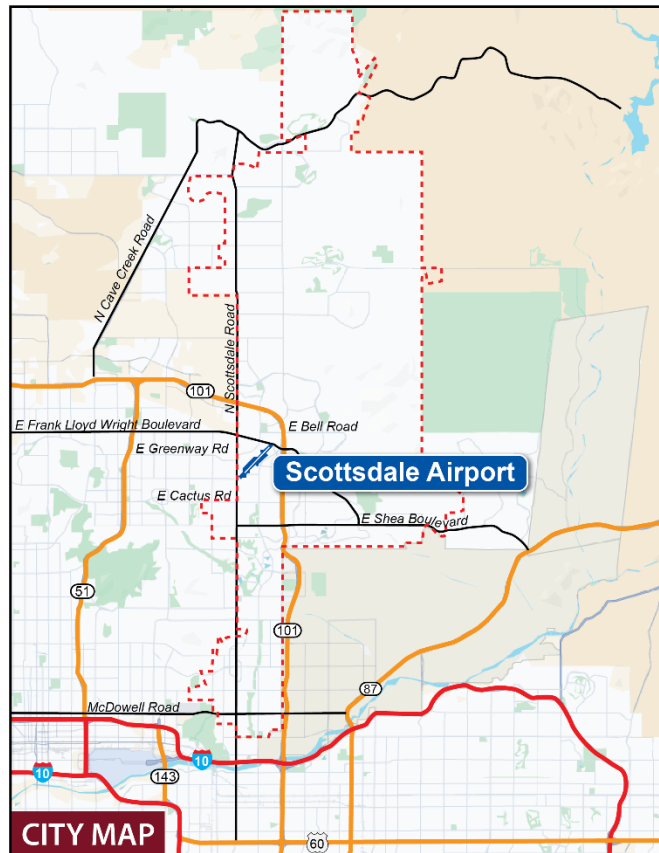 N Cave Creek Road
N Scottsdale Road
101
E Frank Lloyd Wright Boulevard
E Bell Road
E Greenway Rd
Scottsdale Airport
E Cactus Rd
E Shea Boulevard
51
101
87
McDowell Road
10
10
143
CITY MAP
60